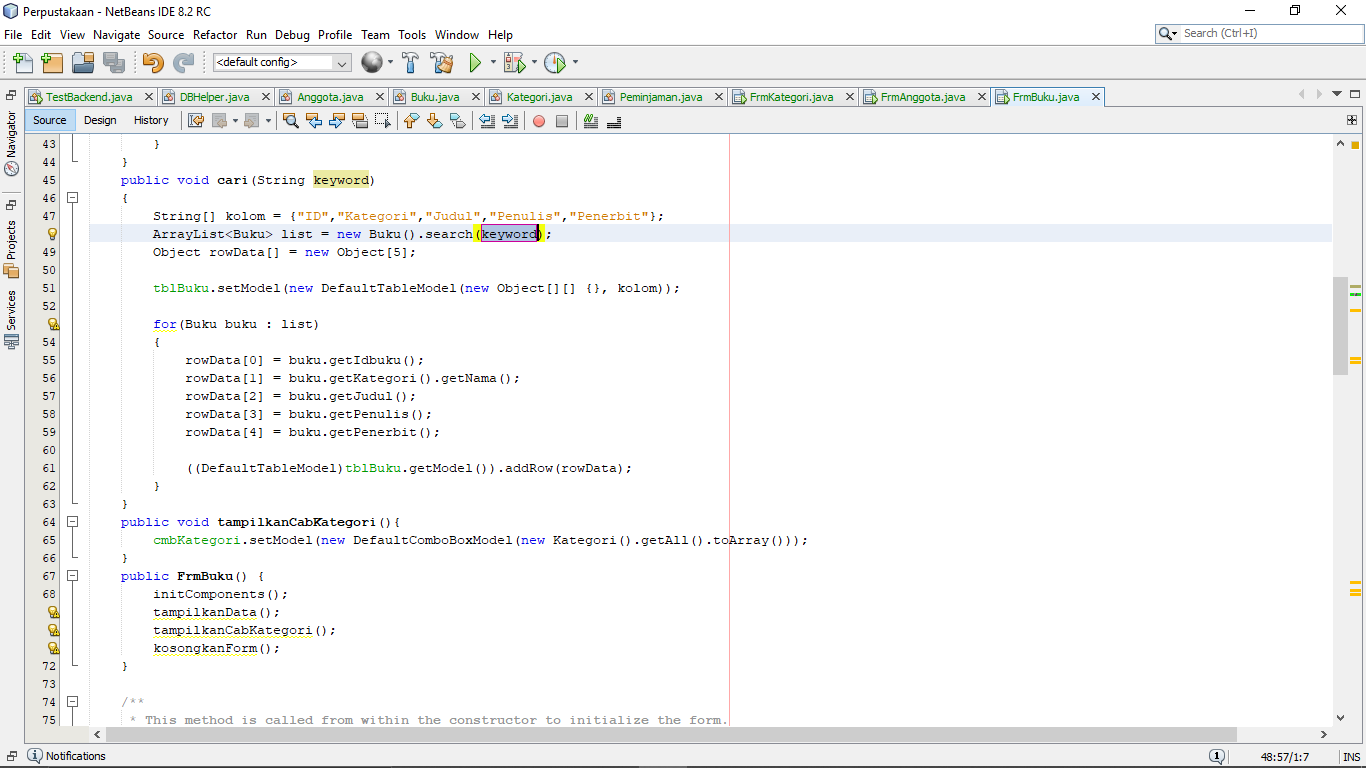 Perpustakaan - NetBeans IDE 8.2 RC
File Edit View Navigate Source Refactor Run Debug Profile Team Tools Window Help
Search (Ctrl+I)
<default config>
TestBackend.java DBHelper.java Anggota.java Buku.java Kategori.java Peminjaman.java FrmKategori.java FrmAnggota.java FrmBuku.java
Source Design History
Navigator
Projects
Services
43 }
44 }
45 public void cari(String keyword)
46 {
47 String[] kolom = {"ID","Kategori","Judul","Penulis","Penerbit"};
ArrayList<Buku> list = new Buku().search(keyword);
49 Object rowData[] = new Object[5];
50
51 tblBuku.setModel(new DefaultTableModel(new Object[][] {}, kolom));
52
for(Buku buku : list)
54 {
55 rowData[0] = buku.getIdbuku();
56 rowData[1] = buku.getKategori().getNama();
57 rowData[2] = buku.getJudul();
58 rowData[3] = buku.getPenulis();
59 rowData[4] = buku.getPenerbit();
60
61 ((DefaultTableModel)tblBuku.getModel()).addRow(rowData);
62 }
63 }
64 public void tampilkanCabKategori(){
65 cmbKategori.setModel(new DefaultComboBoxModel(new Kategori().getAll().toArray()));
66 }
67 public FrmBuku() {
68 initComponents();
tampilkanData();
tampilkanCabKategori();
kosongkanForm();
72 }
73
74 /**
75 * This method is called from within the constructor to initialize the form.
Notifications
1
48:57/1:7
INS